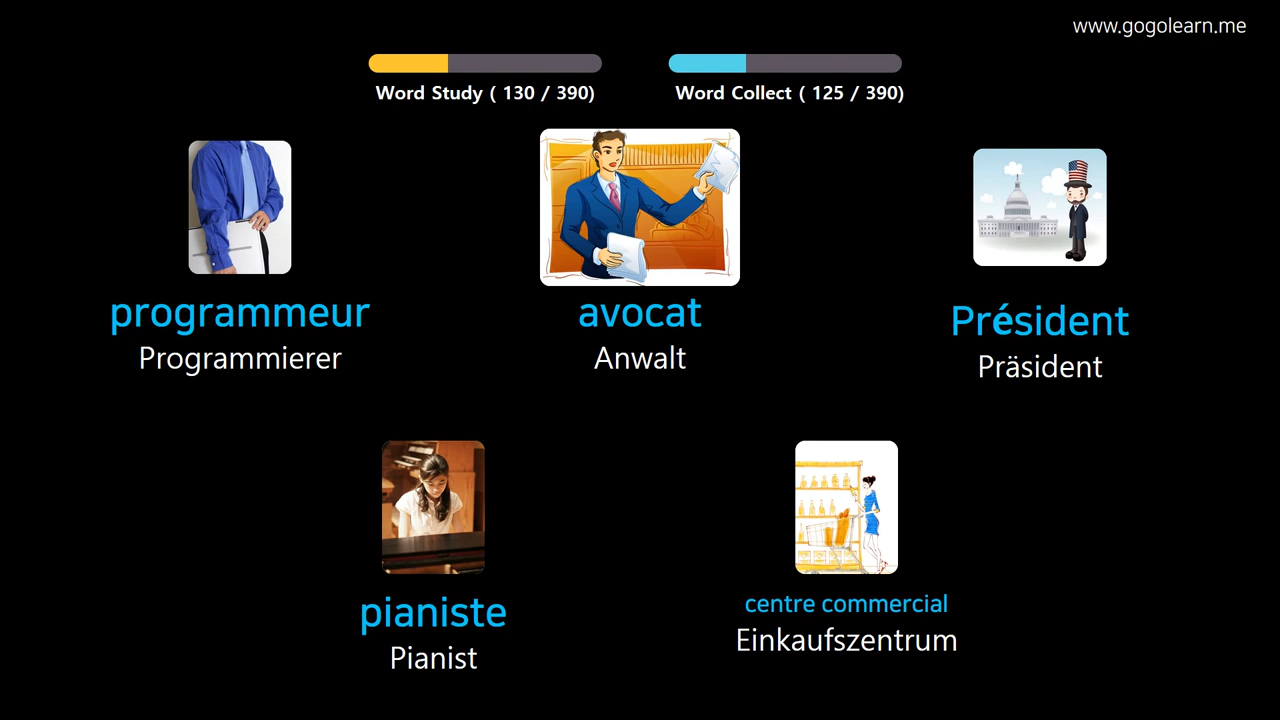 www.gogolearn.me
Word Study ( 130 / 390)
Word Collect ( 125 / 390)
programmeur
Programmierer
avocat
Anwalt
Président
Präsident
pianiste
Pianist
centre commercial
Einkaufszentrum